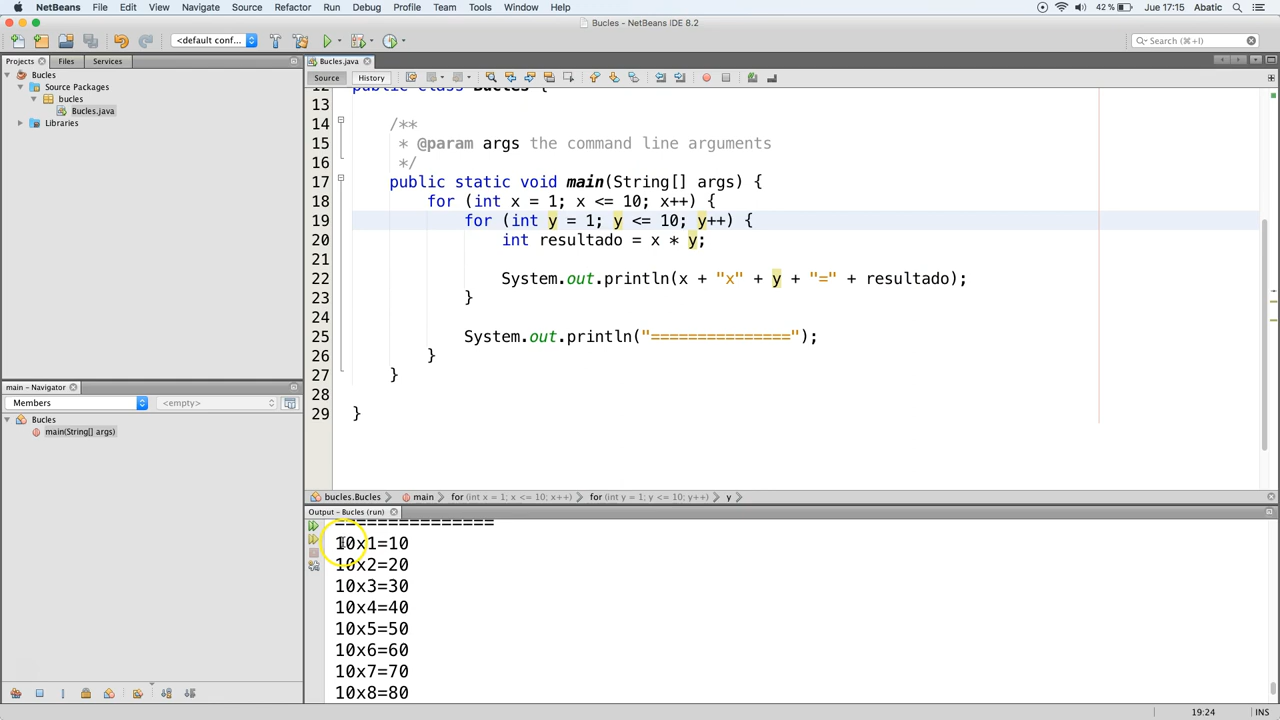 NetBeans File Edit View Navigate Source Refactor Run Debug Profile Team Tools Window Help 42 % Jue 17:15 Abatic
Bucles - NetBeans IDE 8.2
<default conf... Search (⌘+I)
Projects Files Services
Bucles
Source Packages
bucles
Bucles.java
Libraries
Bucles.java
Source History
12 public class Bucles {
13
14 /**
15 * @param args the command line arguments
16 */
17 public static void main(String[] args) {
18 for (int x = 1; x <= 10; x++) {
19 for (int y = 1; y <= 10; y++) {
20 int resultado = x * y;
21
22 System.out.println(x + "x" + y + "=" + resultado);
23 }
24
25 System.out.println("===============");
26 }
27 }
28
29 }
main - Navigator
Members <empty>
Bucles
main(String[] args)
bucles.Bucles main for (int x = 1; x <= 10; x++) for (int y = 1; y <= 10; y++) y
Output - Bucles (run)
===============
10x1=10
10x2=20
10x3=30
10x4=40
10x5=50
10x6=60
10x7=70
10x8=80
19:24 INS